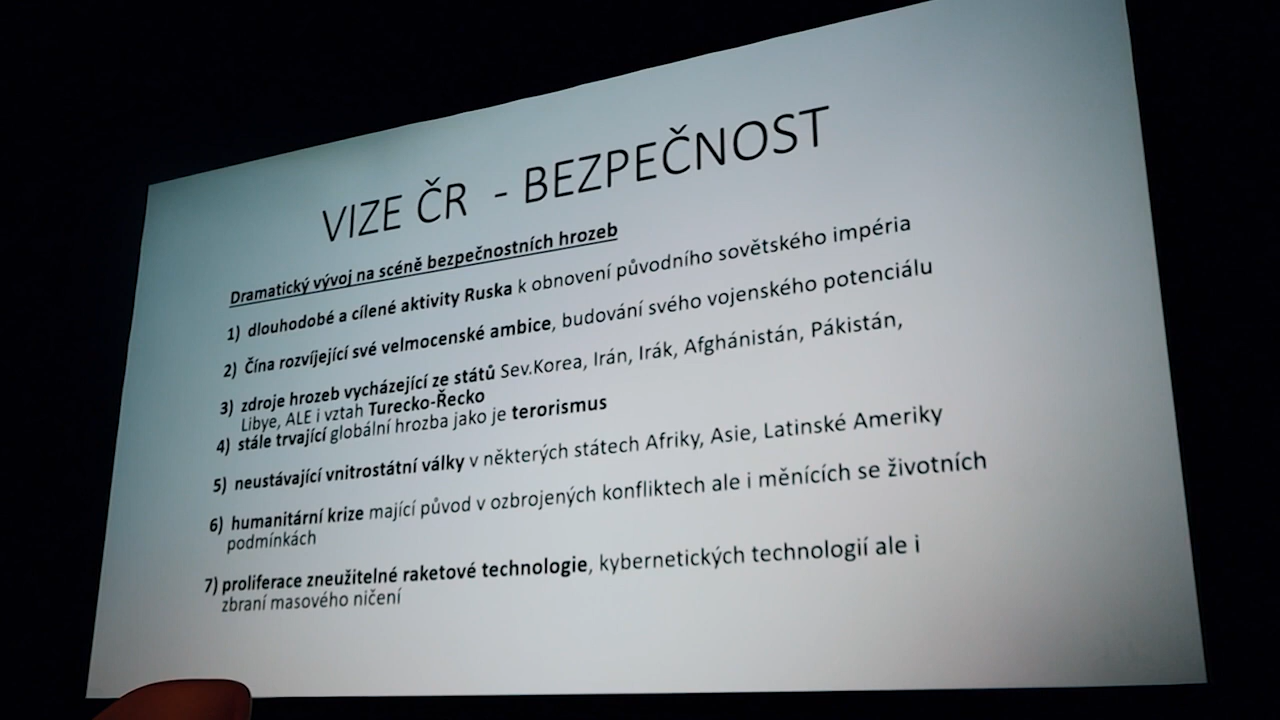 VIZE ČR - BEZPEČNOST
Dramatický vývoj na scéně bezpečnostních hrozeb
1) dlouhodobé a cílené aktivity Ruska k obnovení původního sovětského impéria
2) Čína rozvíjející své velmocenské ambice, budování svého vojenského potenciálu
3) zdroje hrozeb vycházející ze států Sev.Korea, Irán, Irák, Afghánistán, Pákistán,
Libye, ALE i vztah Turecko-Řecko
4) stále trvající globální hrozba jako je terorismus
5) neustávající vnitrostátní války v některých státech Afriky, Asie, Latinské Ameriky
6) humanitární krize mající původ v ozbrojených konfliktech ale i měnících se životních
podmínkách
7) proliferace zneužitelné raketové technologie, kybernetických technologií ale i
zbraní masového ničení